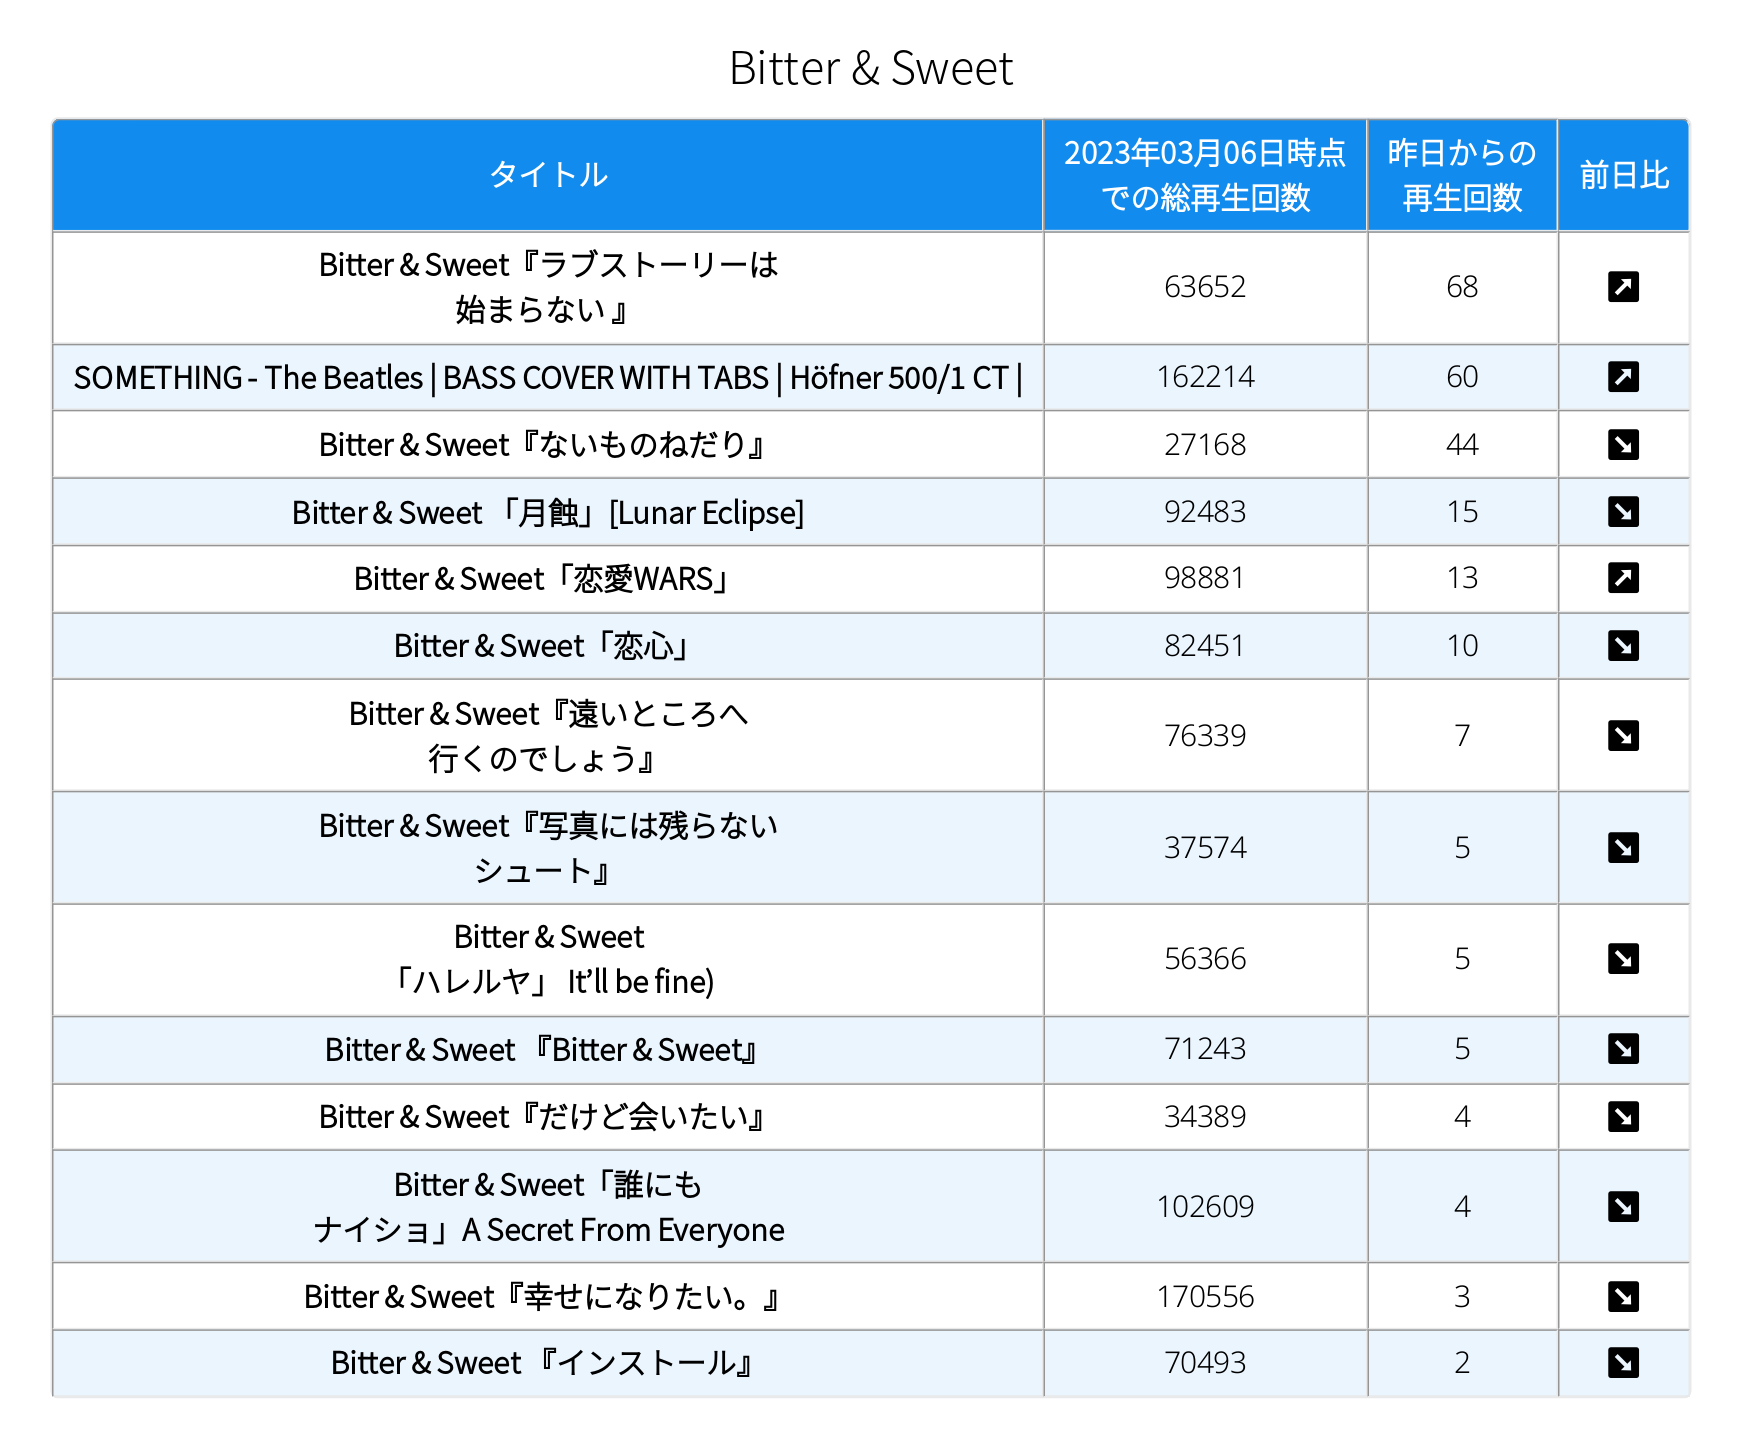 Bitter & Sweet
タイトル
2023年03月06日時点
での総再生回数
昨日からの
再生回数
前日比
Bitter & Sweet『ラブストーリーは
始まらない 』
63652
68
↗
SOMETHING - The Beatles | BASS COVER WITH TABS | Höfner 500/1 CT |
162214
60
↗
Bitter & Sweet『ないものねだり』
27168
44
↘
Bitter & Sweet 「月蝕」[Lunar Eclipse]
92483
15
↘
Bitter & Sweet「恋愛WARS」
98881
13
↗
Bitter & Sweet「恋心」
82451
10
↘
Bitter & Sweet『遠いところへ
行くのでしょう』
76339
7
↘
Bitter & Sweet『写真には残らない
シュート』
37574
5
↘
Bitter & Sweet
「ハレルヤ」 It’ll be fine)
56366
5
↘
Bitter & Sweet 『Bitter & Sweet』
71243
5
↘
Bitter & Sweet『だけど会いたい』
34389
4
↘
Bitter & Sweet「誰にも
ナイショ」A Secret From Everyone
102609
4
↘
Bitter & Sweet『幸せになりたい。』
170556
3
↘
Bitter & Sweet 『インストール』
70493
2
↘